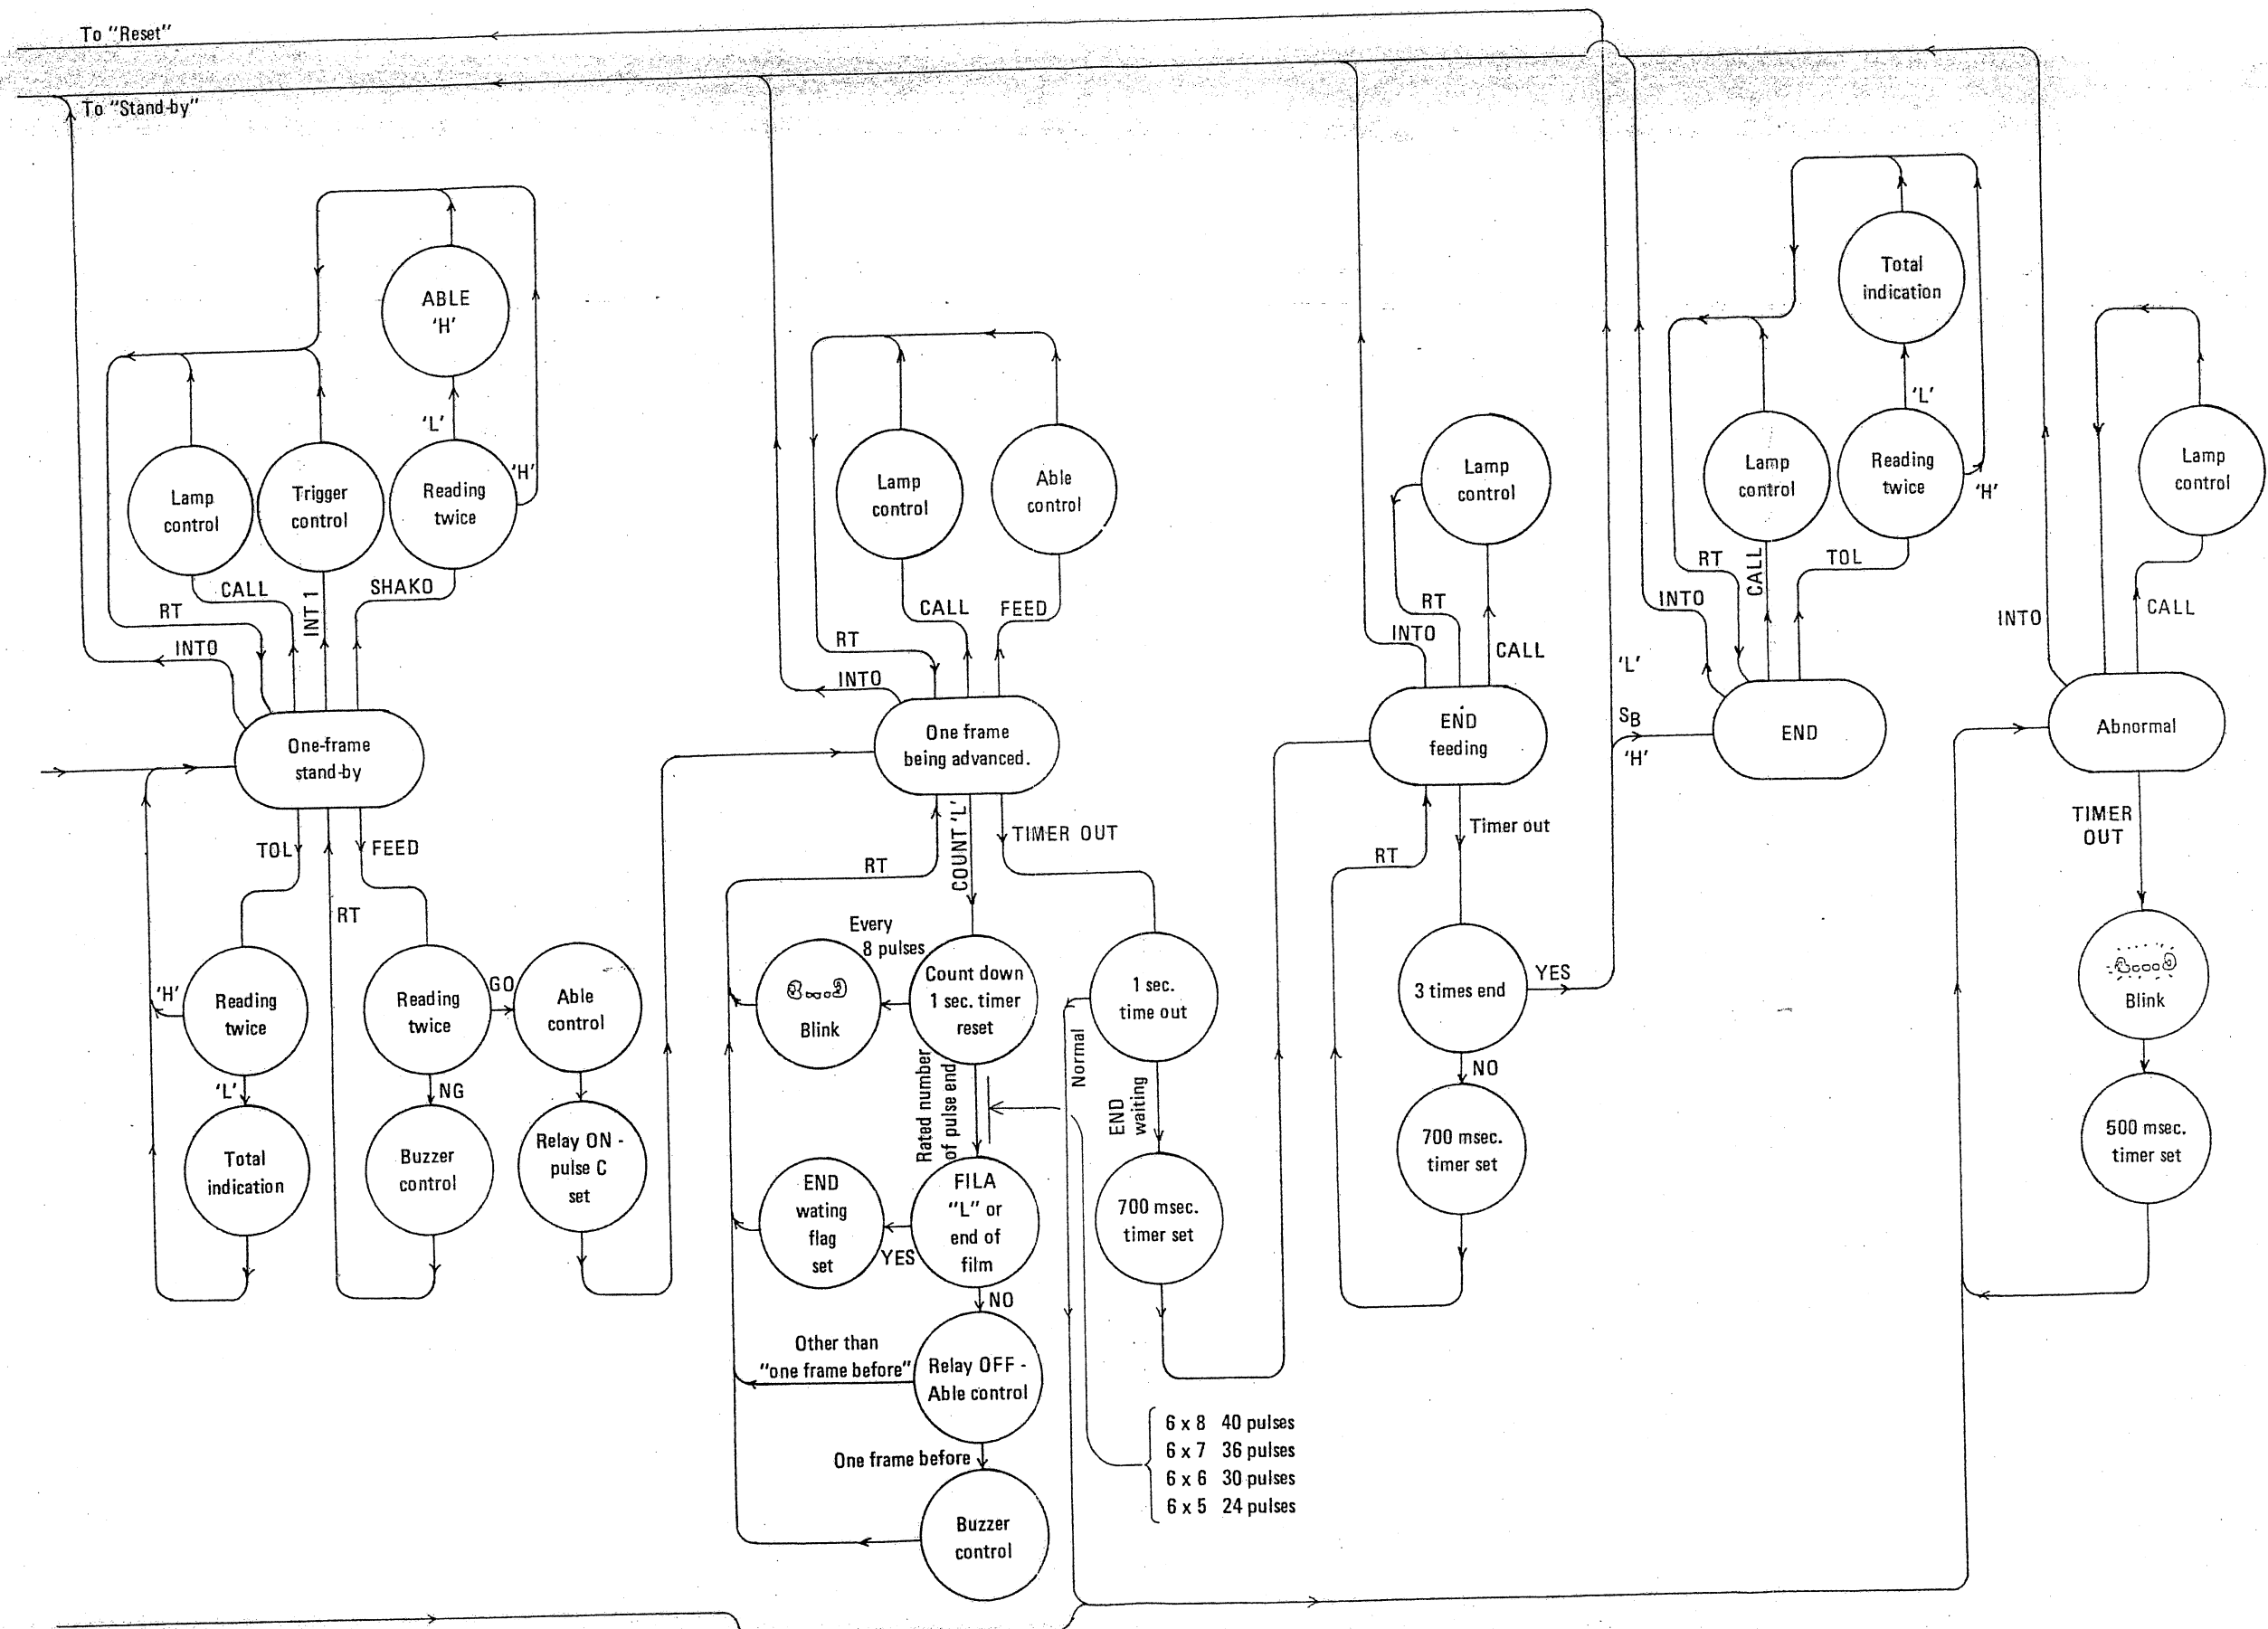 To "Reset"
To "Stand-by"
ABLE
'H'
'L'
'H'
Lamp
control
Trigger
control
Reading
twice
CALL
INT 1
SHAKO
RT
INTO
One-frame
stand-by
TOL
FEED
RT
'H'
Reading
twice
'L'
Total
indication
Reading
twice
GO
Able
control
NG
Buzzer
control
Relay ON -
pulse C
set
Lamp
control
Able
control
CALL
FEED
RT
INTO
One frame
being advanced.
COUNT 'L'
TIMER OUT
RT
Every
8 pulses
Blink
Count down
1 sec. timer
reset
1 sec.
time out
Rated number
of pulse end
Normal
END
waiting
END
wating
flag
set
YES
FILA
"L" or
end of
film
700 msec.
timer set
NO
Other than
"one frame before"
Relay OFF -
Able control
One frame before
Buzzer
control
6 x 8 40 pulses
6 x 7 36 pulses
6 x 6 30 pulses
6 x 5 24 pulses
Lamp
control
RT
INTO
CALL
END
feeding
Timer out
RT
3 times end
YES
NO
700 msec.
timer set
'L'
SB
'H'
Total
indication
'L'
Lamp
control
Reading
twice
'H'
RT
CALL
TOL
INTO
END
Lamp
control
INTO
CALL
Abnormal
TIMER
OUT
Blink
500 msec.
timer set